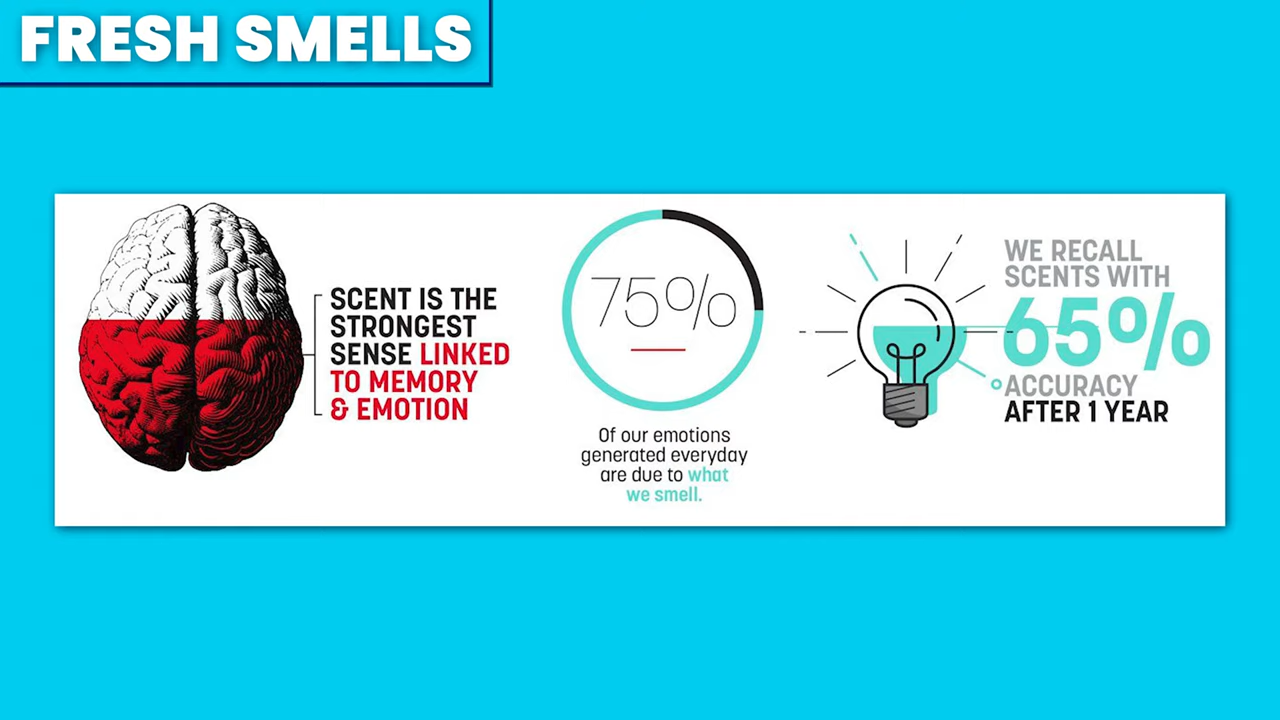 FRESH SMELLS
SCENT IS THE
STRONGEST
SENSE LINKED
TO MEMORY
& EMOTION
75%
Of our emotions
generated everyday
are due to what
we smell.
WE RECALL
SCENTS WITH
65%
ACCURACY
AFTER 1 YEAR